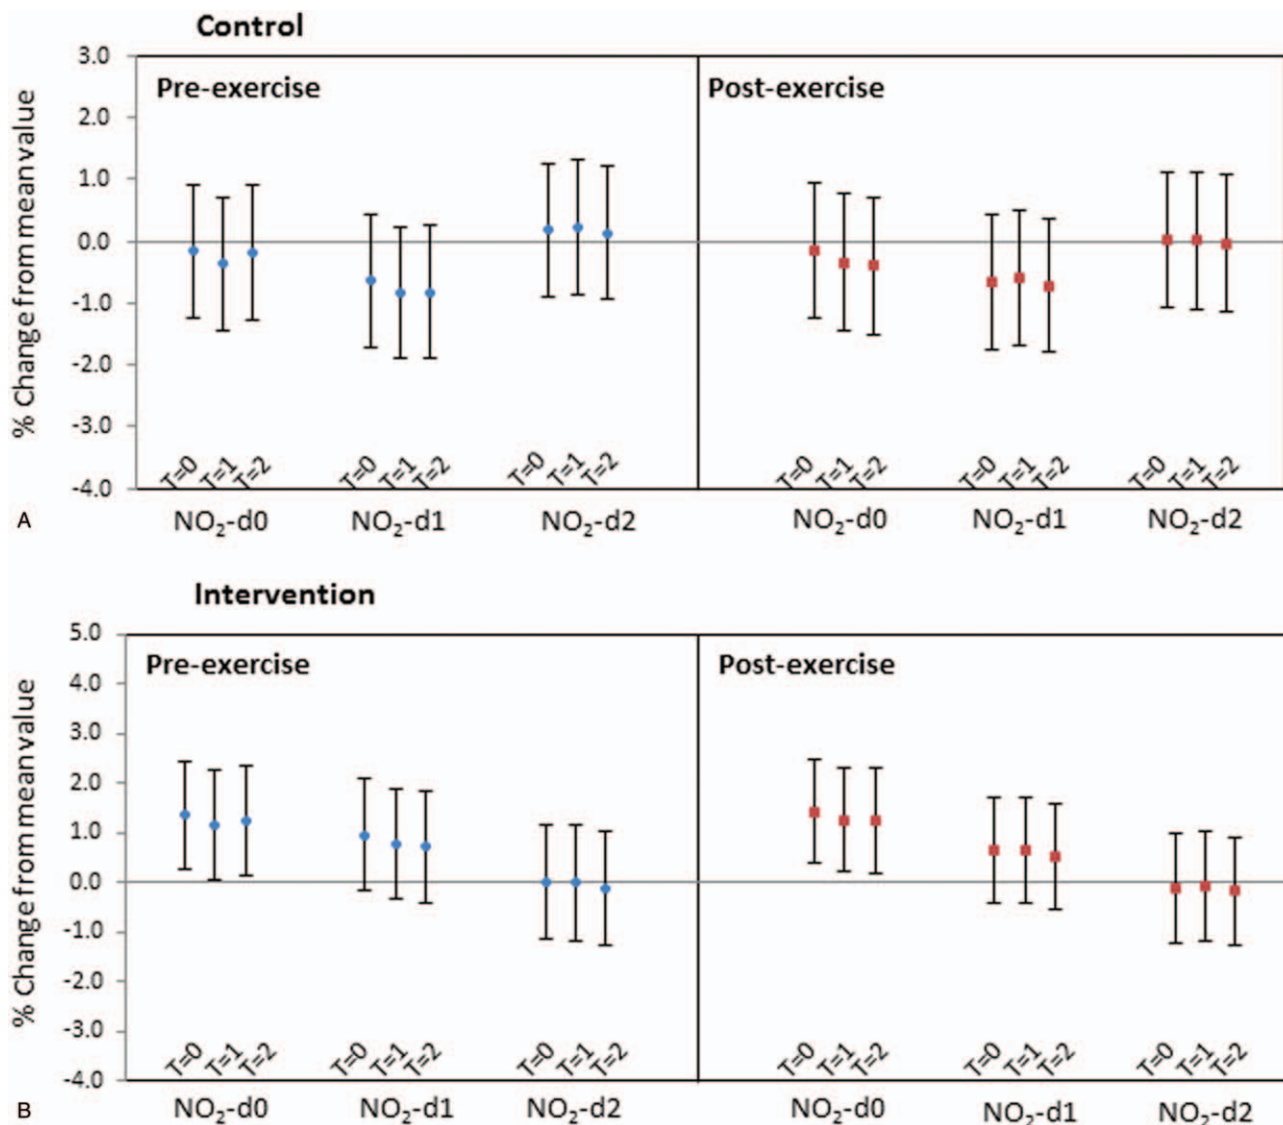 Control
% Change from mean value
3.0
2.0
1.0
0.0
-1.0
-2.0
-3.0
-4.0
Pre-exercise
Post-exercise
T=0 T=1 T=2 T=0 T=1 T=2 T=0 T=1 T=2 T=0 T=1 T=2 T=0 T=1 T=2 T=0 T=1 T=2
A
NO₂-d0 NO₂-d1 NO₂-d2 NO₂-d0 NO₂-d1 NO₂-d2
Intervention
% Change from mean value
5.0
4.0
3.0
2.0
1.0
0.0
-1.0
-2.0
-3.0
-4.0
Pre-exercise
Post-exercise
T=0 T=1 T=2 T=0 T=1 T=2 T=0 T=1 T=2 T=0 T=1 T=2 T=0 T=1 T=2 T=0 T=1 T=2
B
NO₂-d0 NO₂-d1 NO₂-d2 NO₂-d0 NO₂-d1 NO₂-d2